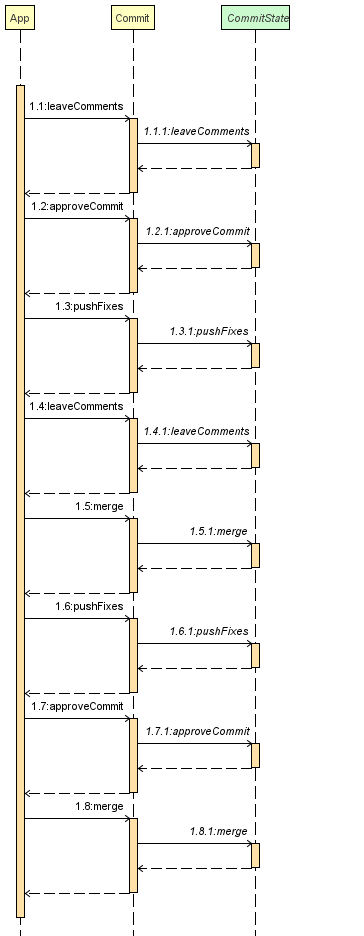 App
Commit
CommitState
1.1:leaveComments
1.1.1:leaveComments
1.2:approveCommit
1.2.1:approveCommit
1.3:pushFixes
1.3.1:pushFixes
1.4:leaveComments
1.4.1:leaveComments
1.5:merge
1.5.1:merge
1.6:pushFixes
1.6.1:pushFixes
1.7:approveCommit
1.7.1:approveCommit
1.8:merge
1.8.1:merge